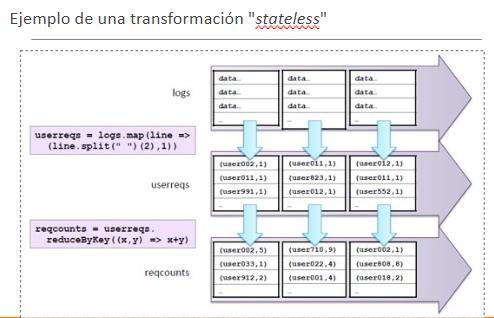 Ejemplo de una transformación "stateless"
logs
data… data… data…
data… data… data…
data… data… data…
… … …
userreqs = logs.map(line =>
(line.split(" ")(2),1))
userreqs
(user002,1) (user011,1) (user012,1)
(user011,1) (user823,1) (user011,1)
(user991,1) (user012,1) (user552,1)
… … …
reqcounts = userreqs.
reduceByKey((x,y) => x+y)
reqcounts
(user002,5) (user710,9) (user002,1)
(user033,1) (user022,4) (user808,8)
(user912,2) (user001,4) (user018,2)
… … …